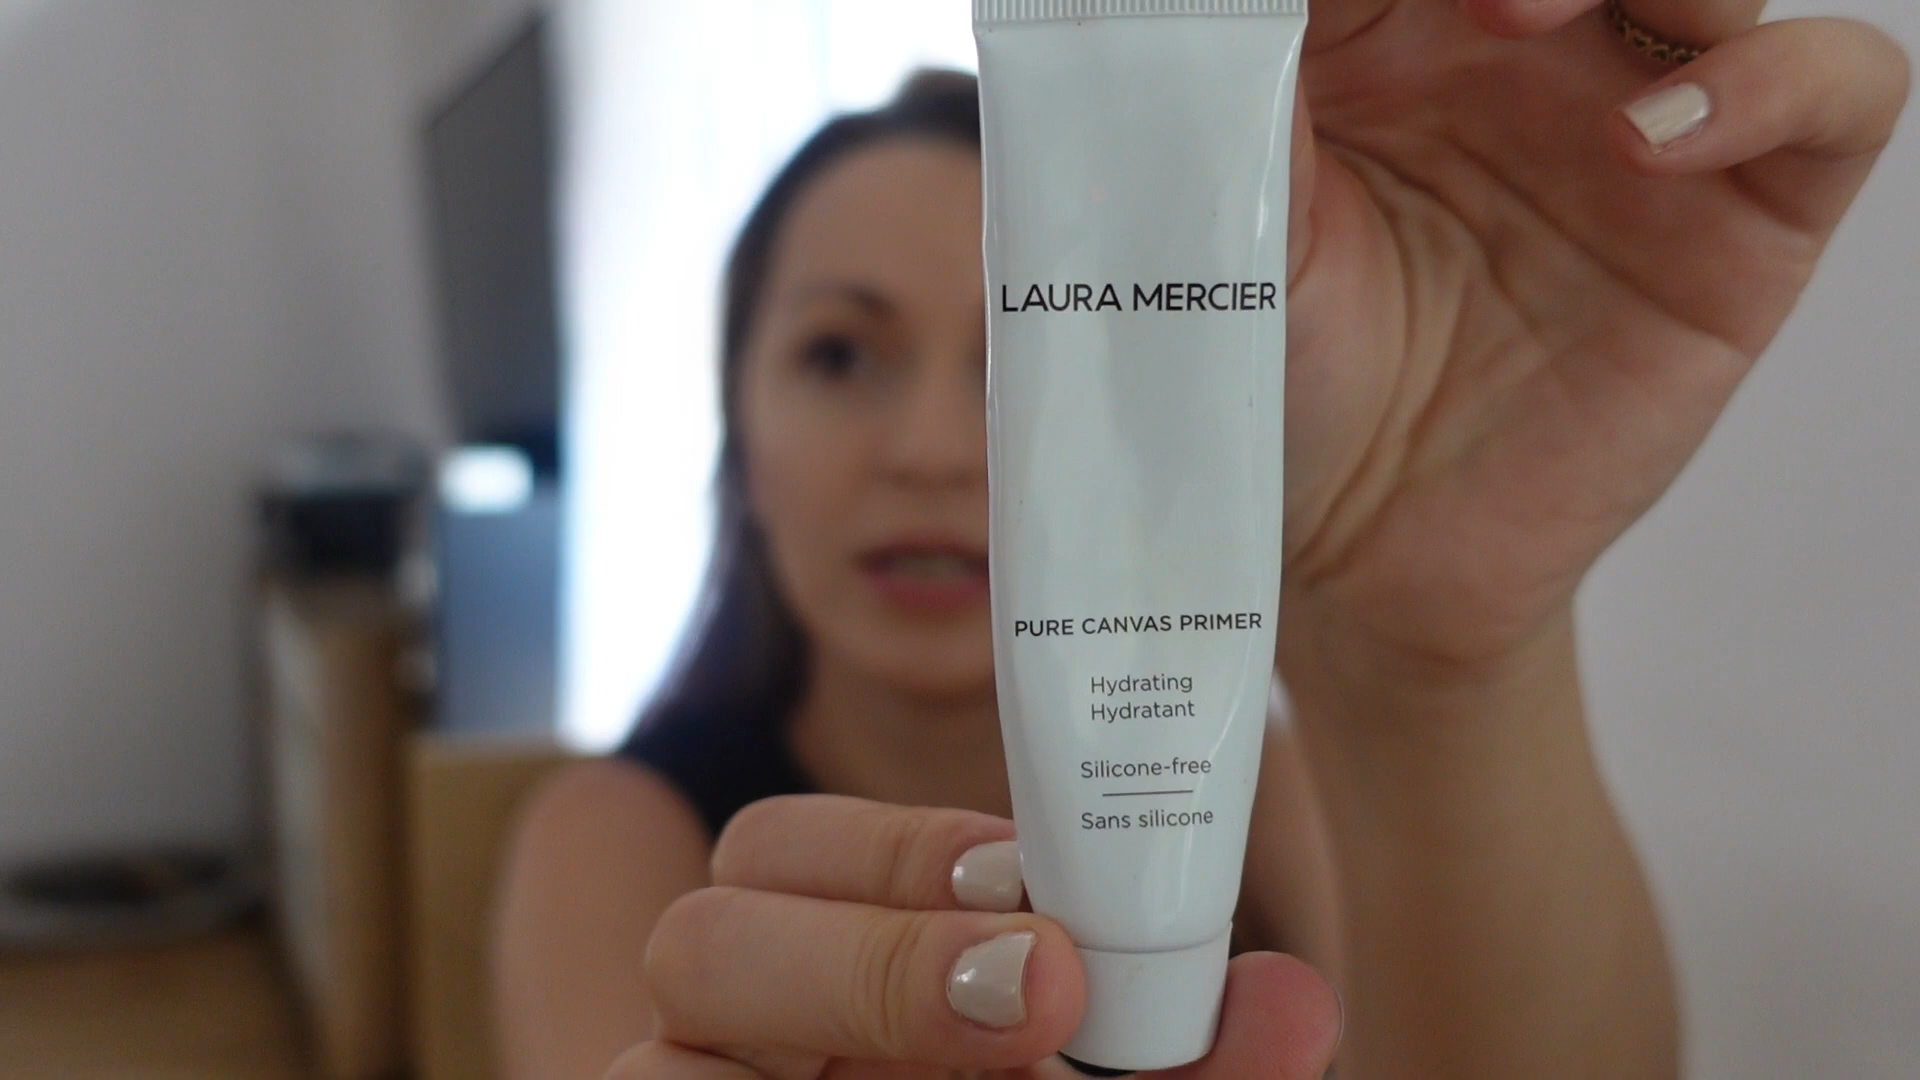 LAURA MERCIER
PURE CANVAS PRIMER
Hydrating
Hydratant
Silicone-free
Sans silicone